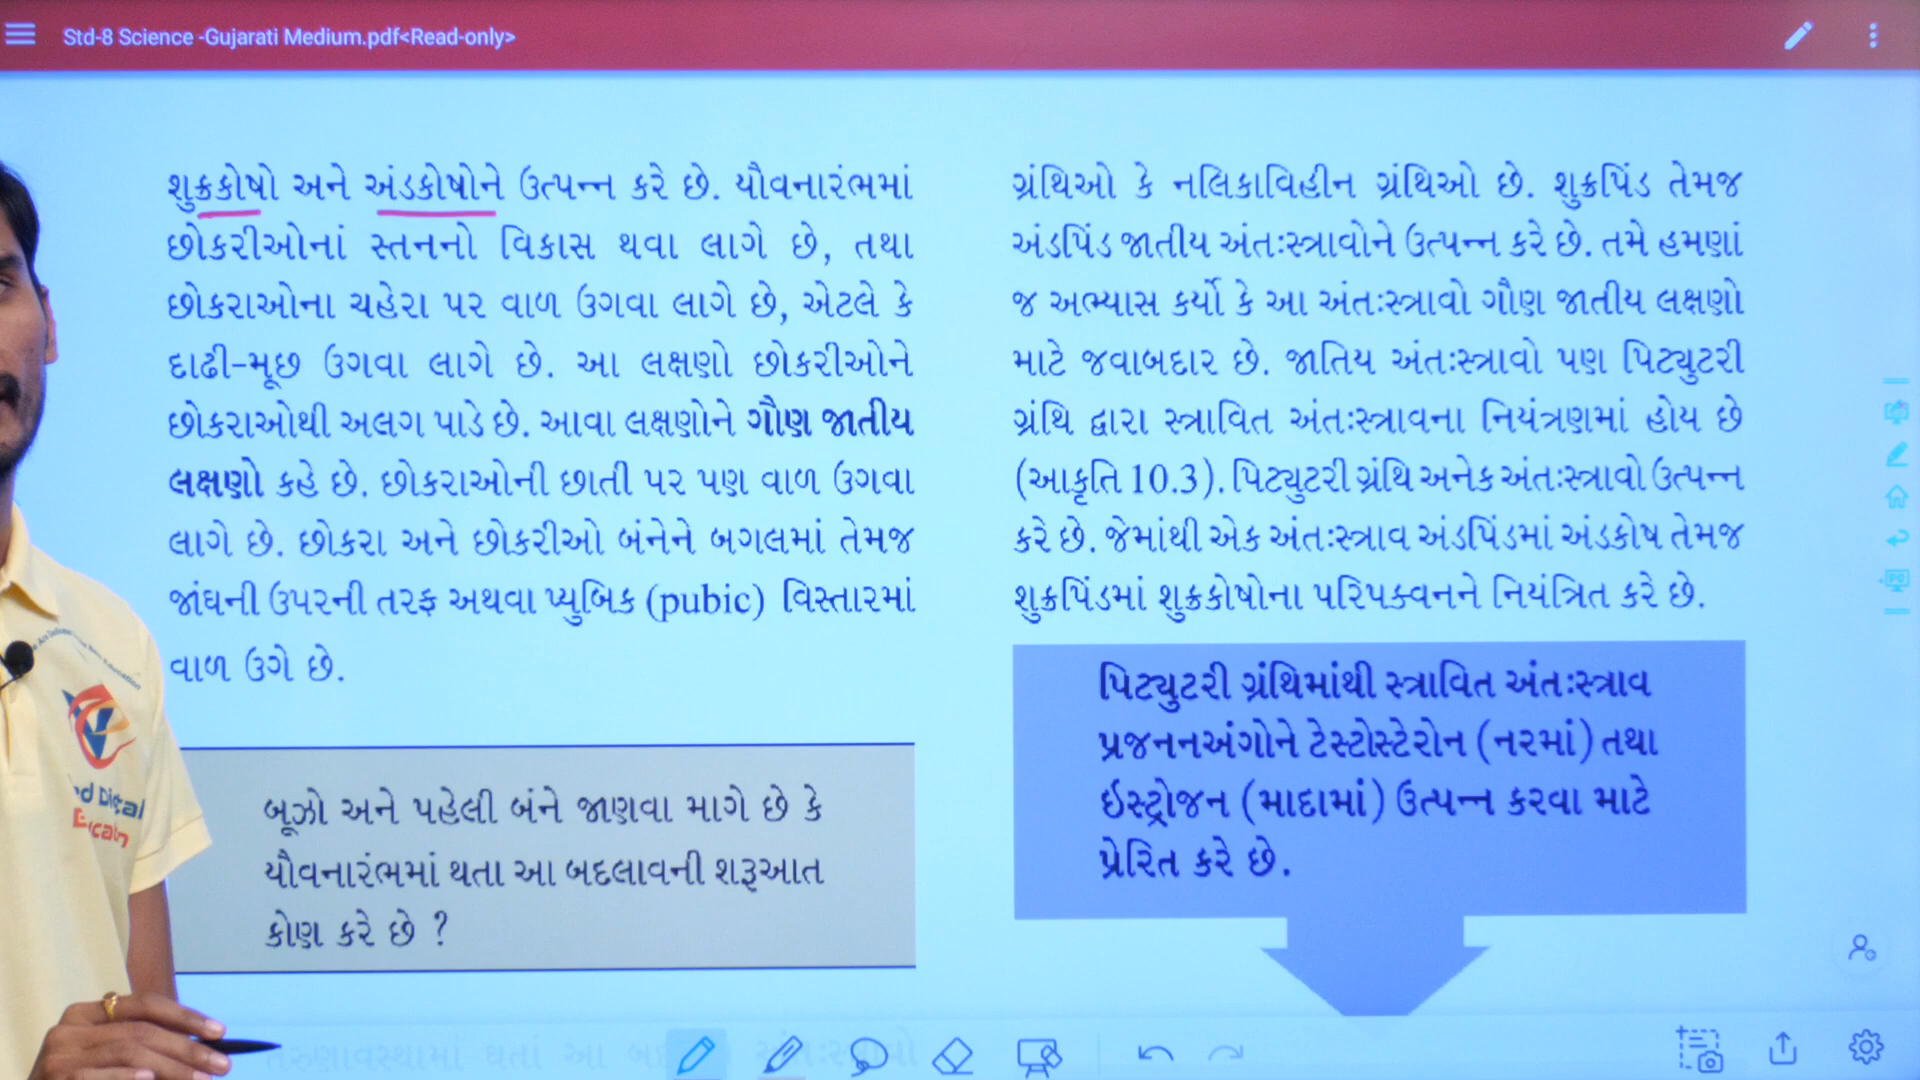 Std-8 Science -Gujarati Medium.pdf<Read-only>
શુક્રકોષો અને અંડકોષોને ઉત્પન્ન કરે છે. યૌવનારંભમાં
છોકરીઓનાં સ્તનનો વિકાસ થવા લાગે છે, તથા
છોકરાઓના ચહેરા પર વાળ ઉગવા લાગે છે, એટલે કે
દાઢી-મૂછ ઉગવા લાગે છે. આ લક્ષણો છોકરીઓને
છોકરાઓથી અલગ પાડે છે. આવા લક્ષણોને ગૌણ જાતીય
લક્ષણો કહે છે. છોકરાઓની છાતી પર પણ વાળ ઉગવા
લાગે છે. છોકરા અને છોકરીઓ બંનેને બગલમાં તેમજ
જાંઘની ઉપરની તરફ અથવા પ્યુબિક (pubic) વિસ્તારમાં
વાળ ઉગે છે.
બૂઝો અને પહેલી બંને જાણવા માગે છે કે
યૌવનારંભમાં થતા આ બદલાવની શરૂઆત
કોણ કરે છે ?
ગ્રંથિઓ કે નલિકાવિહીન ગ્રંથિઓ છે. શુક્રપિંડ તેમજ
અંડપિંડ જાતીય અંતઃસ્ત્રાવોને ઉત્પન્ન કરે છે. તમે હમણાં
જ અભ્યાસ કર્યો કે આ અંતઃસ્ત્રાવો ગૌણ જાતીય લક્ષણો
માટે જવાબદાર છે. જાતિય અંતઃસ્ત્રાવો પણ પિટ્યુટરી
ગ્રંથિ દ્વારા સ્ત્રાવિત અંતઃસ્ત્રાવના નિયંત્રણમાં હોય છે
(આકૃતિ 10.3). પિટ્યુટરી ગ્રંથિ અનેક અંતઃસ્ત્રાવો ઉત્પન્ન
કરે છે. જેમાંથી એક અંતઃસ્ત્રાવ અંડપિંડમાં અંડકોષ તેમજ
શુક્રપિંડમાં શુક્રકોષોના પરિપક્વનને નિયંત્રિત કરે છે.
પિટ્યુટરી ગ્રંથિમાંથી સ્ત્રાવિત અંતઃસ્ત્રાવ
પ્રજનનઅંગોને ટેસ્ટોસ્ટેરોન (નરમાં) તથા
ઇસ્ટ્રોજન (માદામાં) ઉત્પન્ન કરવા માટે
પ્રેરિત કરે છે.
તરુણાવસ્થામાં થતાં આ બદ અંતઃસ્ત્રાવો